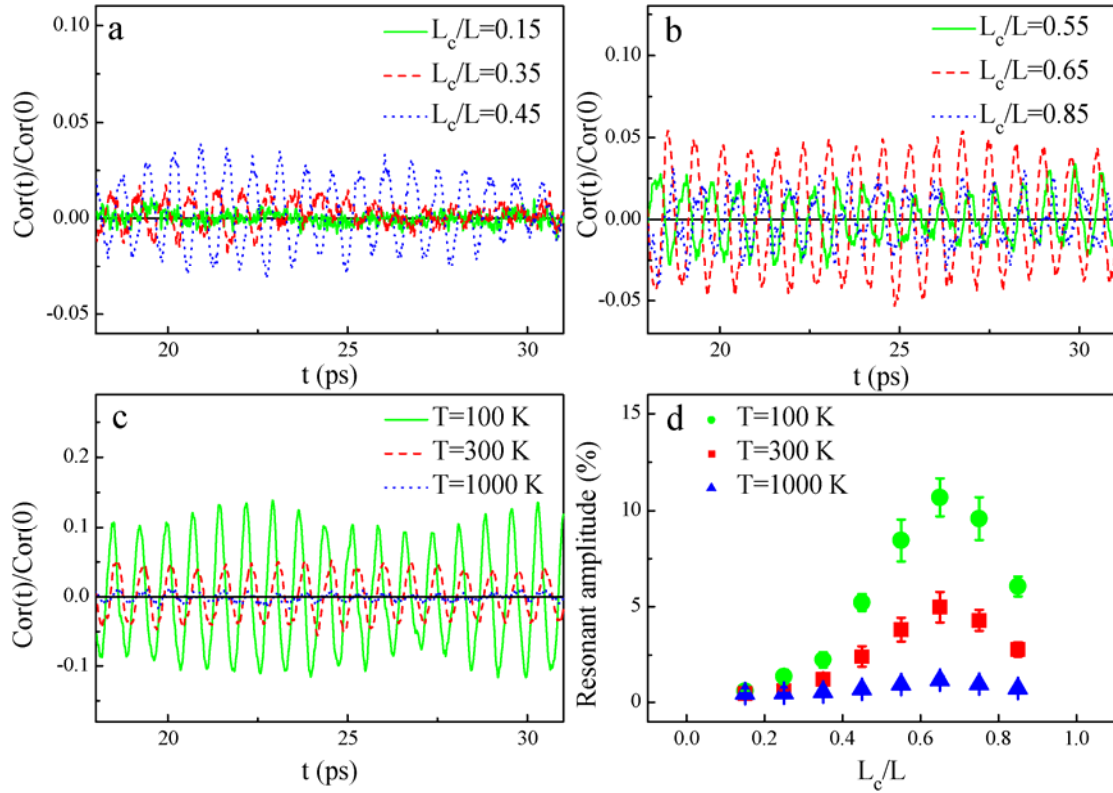 a
L_c/L=0.15
L_c/L=0.35
L_c/L=0.45
0.10
0.05
0.00
-0.05
Cor(t)/Cor(0)
20
25
30
t (ps)
b
L_c/L=0.55
L_c/L=0.65
L_c/L=0.85
0.10
0.05
0.00
-0.05
Cor(t)/Cor(0)
20
25
30
t (ps)
c
T=100 K
T=300 K
T=1000 K
0.2
0.1
0.0
-0.1
Cor(t)/Cor(0)
t (ps)
d
T=100 K
T=300 K
T=1000 K
15
10
5
0
Resonant amplitude (%)
0.0
0.2
0.4
0.6
0.8
1.0
L_c/L